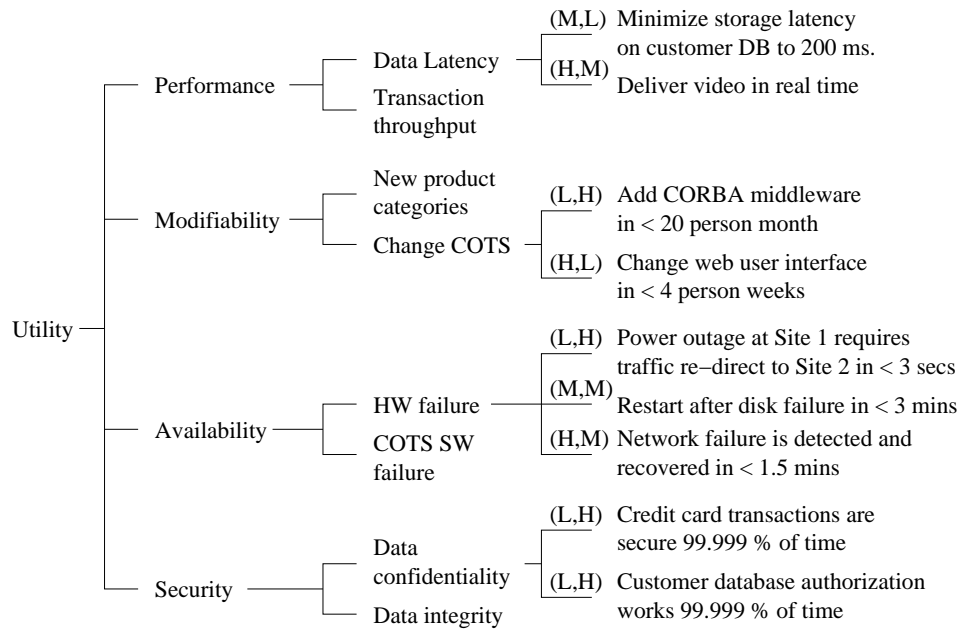 (M,L) Minimize storage latency
on customer DB to 200 ms.
Performance
Data Latency
(H,M)
Deliver video in real time
Transaction
throughput
New product
categories
Modifiability
(L,H) Add CORBA middleware
in < 20 person month
Change COTS
(H,L) Change web user interface
in < 4 person weeks
Utility
(L,H) Power outage at Site 1 requires
traffic re−direct to Site 2 in < 3 secs
(M,M)
HW failure
Restart after disk failure in < 3 mins
Availability
COTS SW
failure
(H,M) Network failure is detected and
recovered in < 1.5 mins
(L,H) Credit card transactions are
secure 99.999 % of time
Data
confidentiality
Security
(L,H) Customer database authorization
works 99.999 % of time
Data integrity